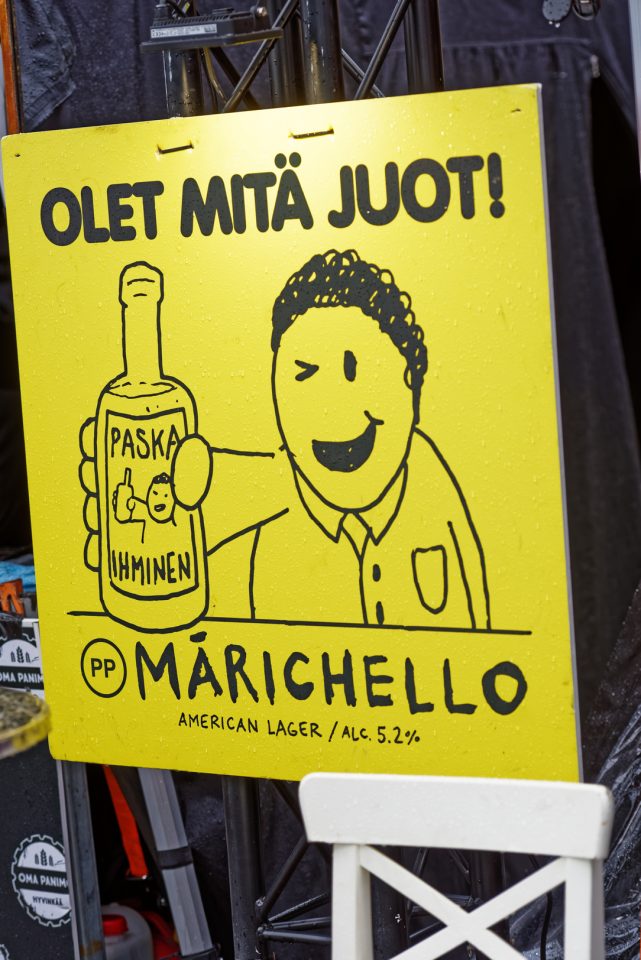 OLET MITÄ JUOT!
PASKA
IHMINEN
PP MÄRICHELLO
AMERICAN LAGER / ALC. 5.2%
OMA PANIMO
OMA PANIMO
HYVINKÄÄ